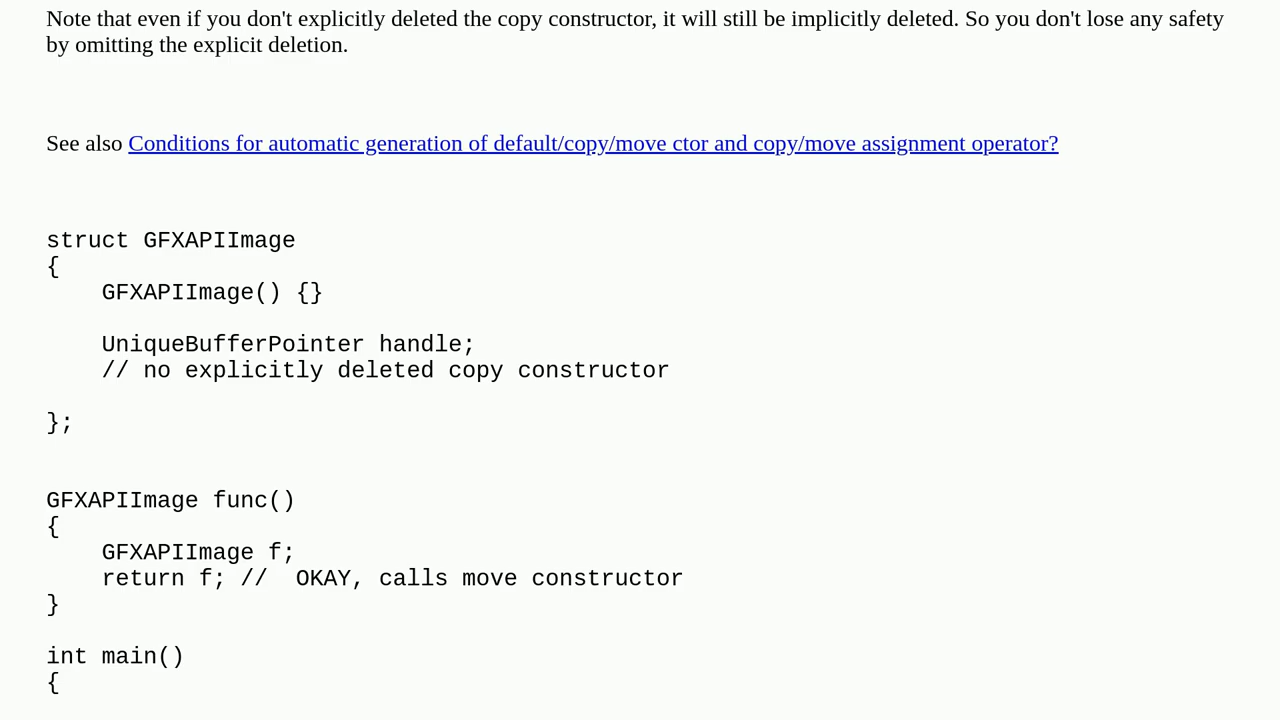 Note that even if you don't explicitly deleted the copy constructor, it will still be implicitly deleted. So you don't lose any safety
by omitting the explicit deletion.
See also Conditions for automatic generation of default/copy/move ctor and copy/move assignment operator?
struct GFXAPIImage
{
    GFXAPIImage() {}
    UniqueBufferPointer handle;
    // no explicitly deleted copy constructor
};
GFXAPIImage func()
{
    GFXAPIImage f;
    return f; //  OKAY, calls move constructor
}
int main()
{